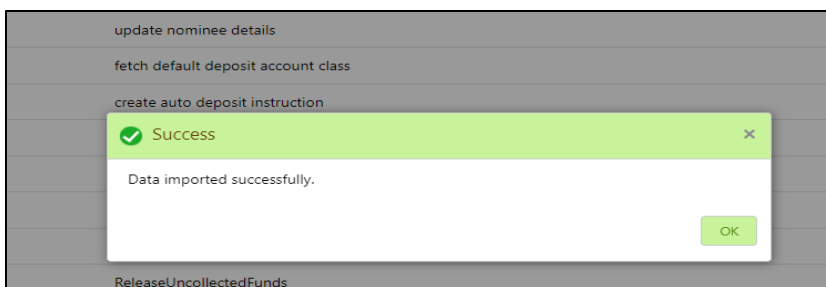 update nominee details
fetch default deposit account class
create auto deposit instruction
Success ×
Data imported successfully.
OK
ReleaseUncollectedFunds